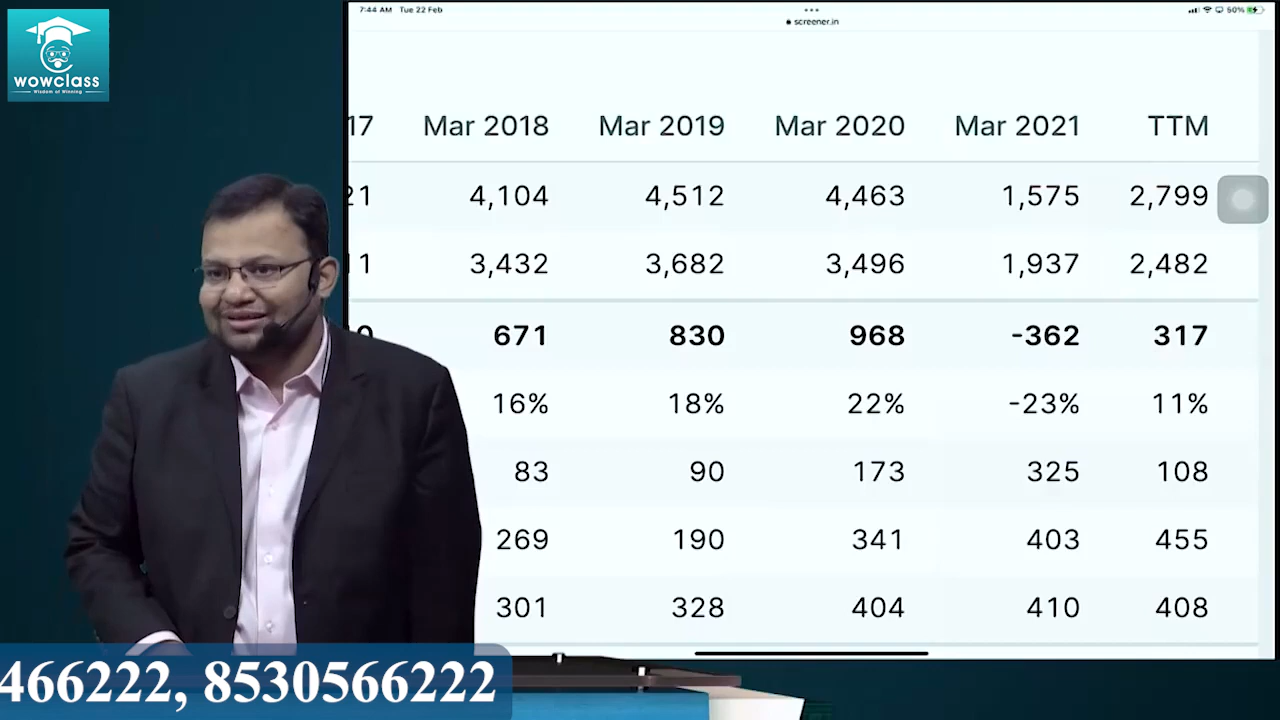 wowclass
Wisdom of Winning
7:44 AM Tue 22 Feb
50%
screener.in
17 Mar 2018 Mar 2019 Mar 2020 Mar 2021 TTM
21 4,104 4,512 4,463 1,575 2,799
11 3,432 3,682 3,496 1,937 2,482
0 671 830 968 -362 317
16% 18% 22% -23% 11%
83 90 173 325 108
269 190 341 403 455
301 328 404 410 408
466222, 8530566222